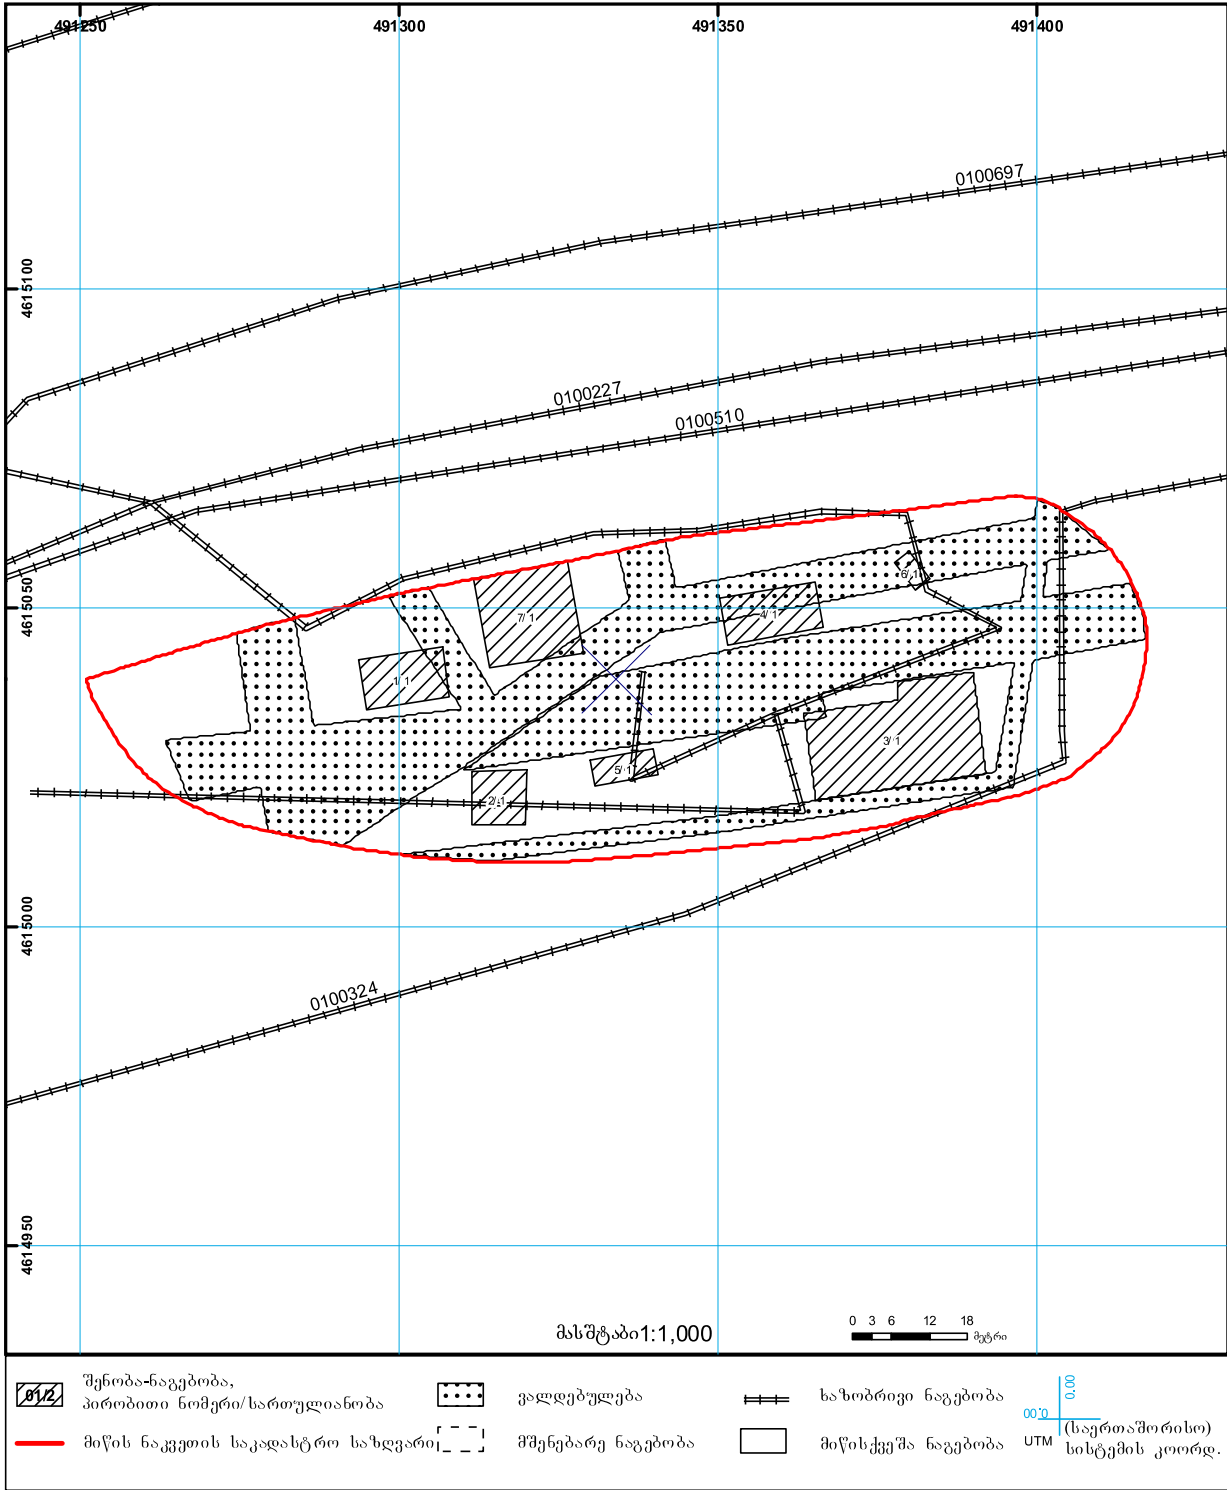 491250 491300 491350 491400
0100697
4615100
0100227
0100510
4615050
6/1
7/1
4/1
1/1
3/1
5/1
2/1
4615000
0100324
4614950
მასშტაბი1:1,000
0 3 6 12 18
მეტრი
01/2
შენობა-ნაგებობა,
პირობითი ნომერი/სართულიანობა
ვალდებულება
ხაზობრივი ნაგებობა
0.00
00.0
მიწის ნაკვეთის საკადასტრო საზღვარი
მშენებარე ნაგებობა
მიწისქვეშა ნაგებობა
UTM
(საერთაშორისო)
სისტემის კოორდ.